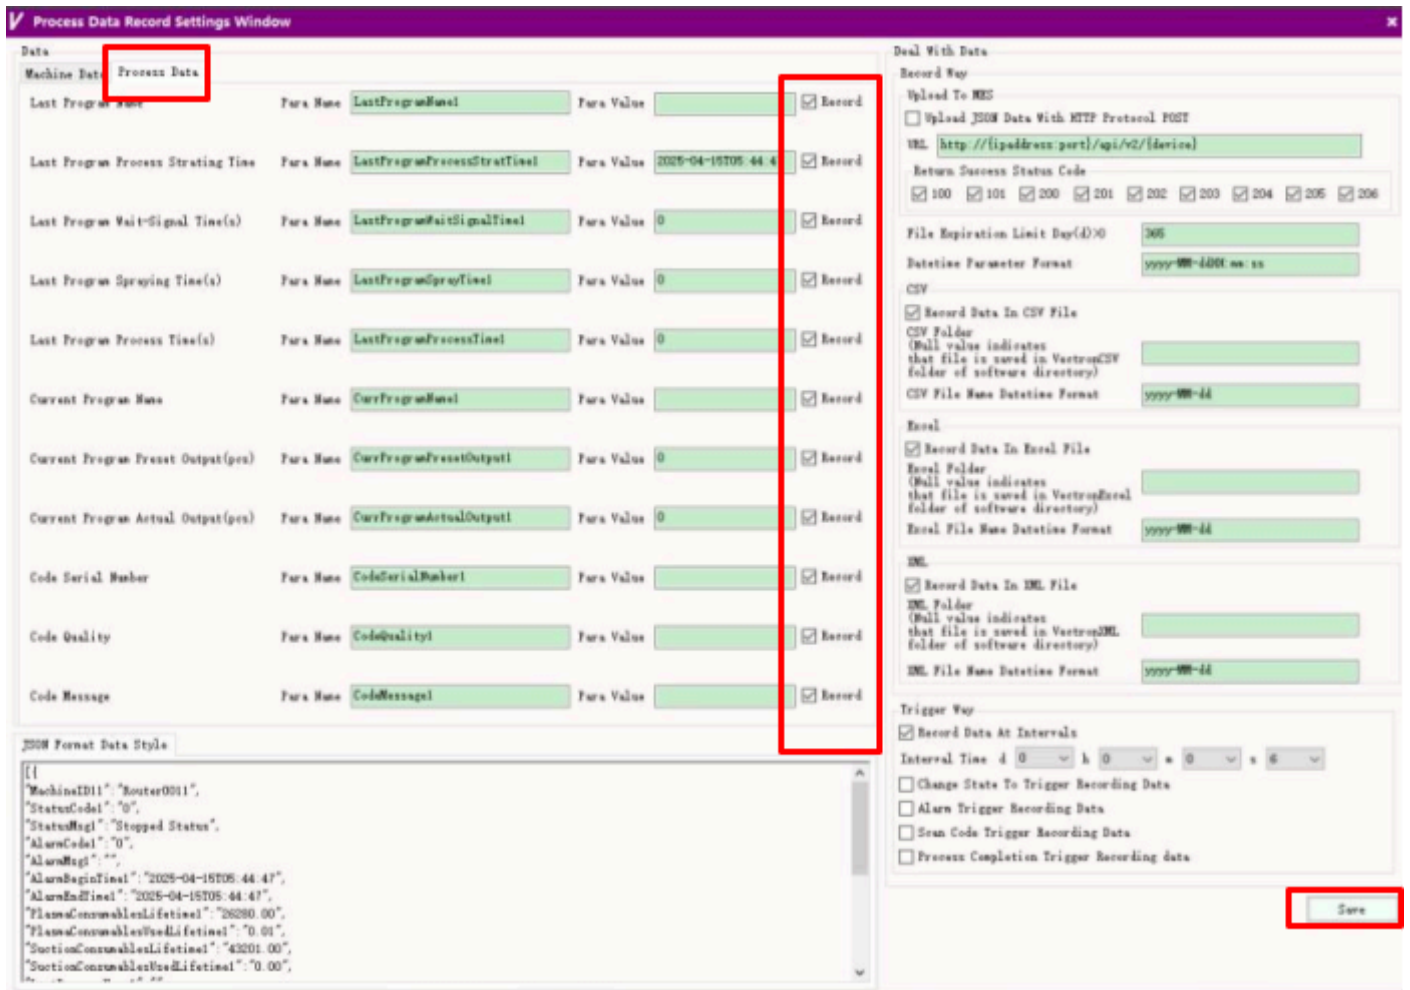 Process Data Record Settings Window
Data
Machine Data Process Data
Last Program Name Para Name LastProgramName1 Para Value Record
Last Program Process Strating Time Para Name LastProgramProcessStratTime1 Para Value 2025-04-15T05:44:47 Record
Last Program Wait-Signal Time(s) Para Name LastProgramWaitSignalTime1 Para Value 0 Record
Last Program Spraying Time(s) Para Name LastProgramSprayTime1 Para Value 0 Record
Last Program Process Time(s) Para Name LastProgramProcessTime1 Para Value 0 Record
Current Program Name Para Name CurrProgramName1 Para Value Record
Current Program Preset Output(pcs) Para Name CurrProgramPresetOutput1 Para Value 0 Record
Current Program Actual Output(pcs) Para Name CurrProgramActualOutput1 Para Value 0 Record
Code Serial Number Para Name CodeSerialNumber1 Para Value Record
Code Quality Para Name CodeQuality1 Para Value Record
Code Message Para Name CodeMessage1 Para Value Record
JSON Format Data Style
[{
"MachineID11":"Router0011",
"StatusCode1":"0",
"StatusMsg1":"Stopped Status",
"AlarmCode1":"0",
"AlarmMsg1":"",
"AlarmBeginTime1":"2025-04-15T05:44:47",
"AlarmEndTime1":"2025-04-15T05:44:47",
"PlasmaConsumablesLifetime1":"26280.00",
"PlasmaConsumablesUsedLifetime1":"0.01",
"SuctionConsumablesLifetime1":"43201.00",
"SuctionConsumablesUsedLifetime1":"0.00",
Deal With Data
Record Way
Upload To MES
Upload JSON Data With HTTP Protocol POST
URL http://{ipaddress:port}/api/v2/{device}
Return Success Status Code
100 101 200 201 202 203 204 205 206
File Expiration Limit Day(d)>0 365
Datetime Parameter Format
CSV
Record Data In CSV File
CSV Folder
(Null value indicates
that file is saved in VectronCSV
folder of software directory)
CSV File Name Datetime Format yyyy-MM-dd
Excel
Record Data In Excel File
Excel Folder
(Null value indicates
that file is saved in VectronExcel
folder of software directory)
Excel File Name Datetime Format yyyy-MM-dd
XML
Record Data In XML File
XML Folder
(Null value indicates
that file is saved in VectronXML
folder of software directory)
XML File Name Datetime Format yyyy-MM-dd
Trigger Way
Record Data At Intervals
Interval Time d 0 h 0 m 0 s 6
Change State To Trigger Recording Data
Alarm Trigger Recording Data
Scan Code Trigger Recording Data
Process Completion Trigger Recording data
Save